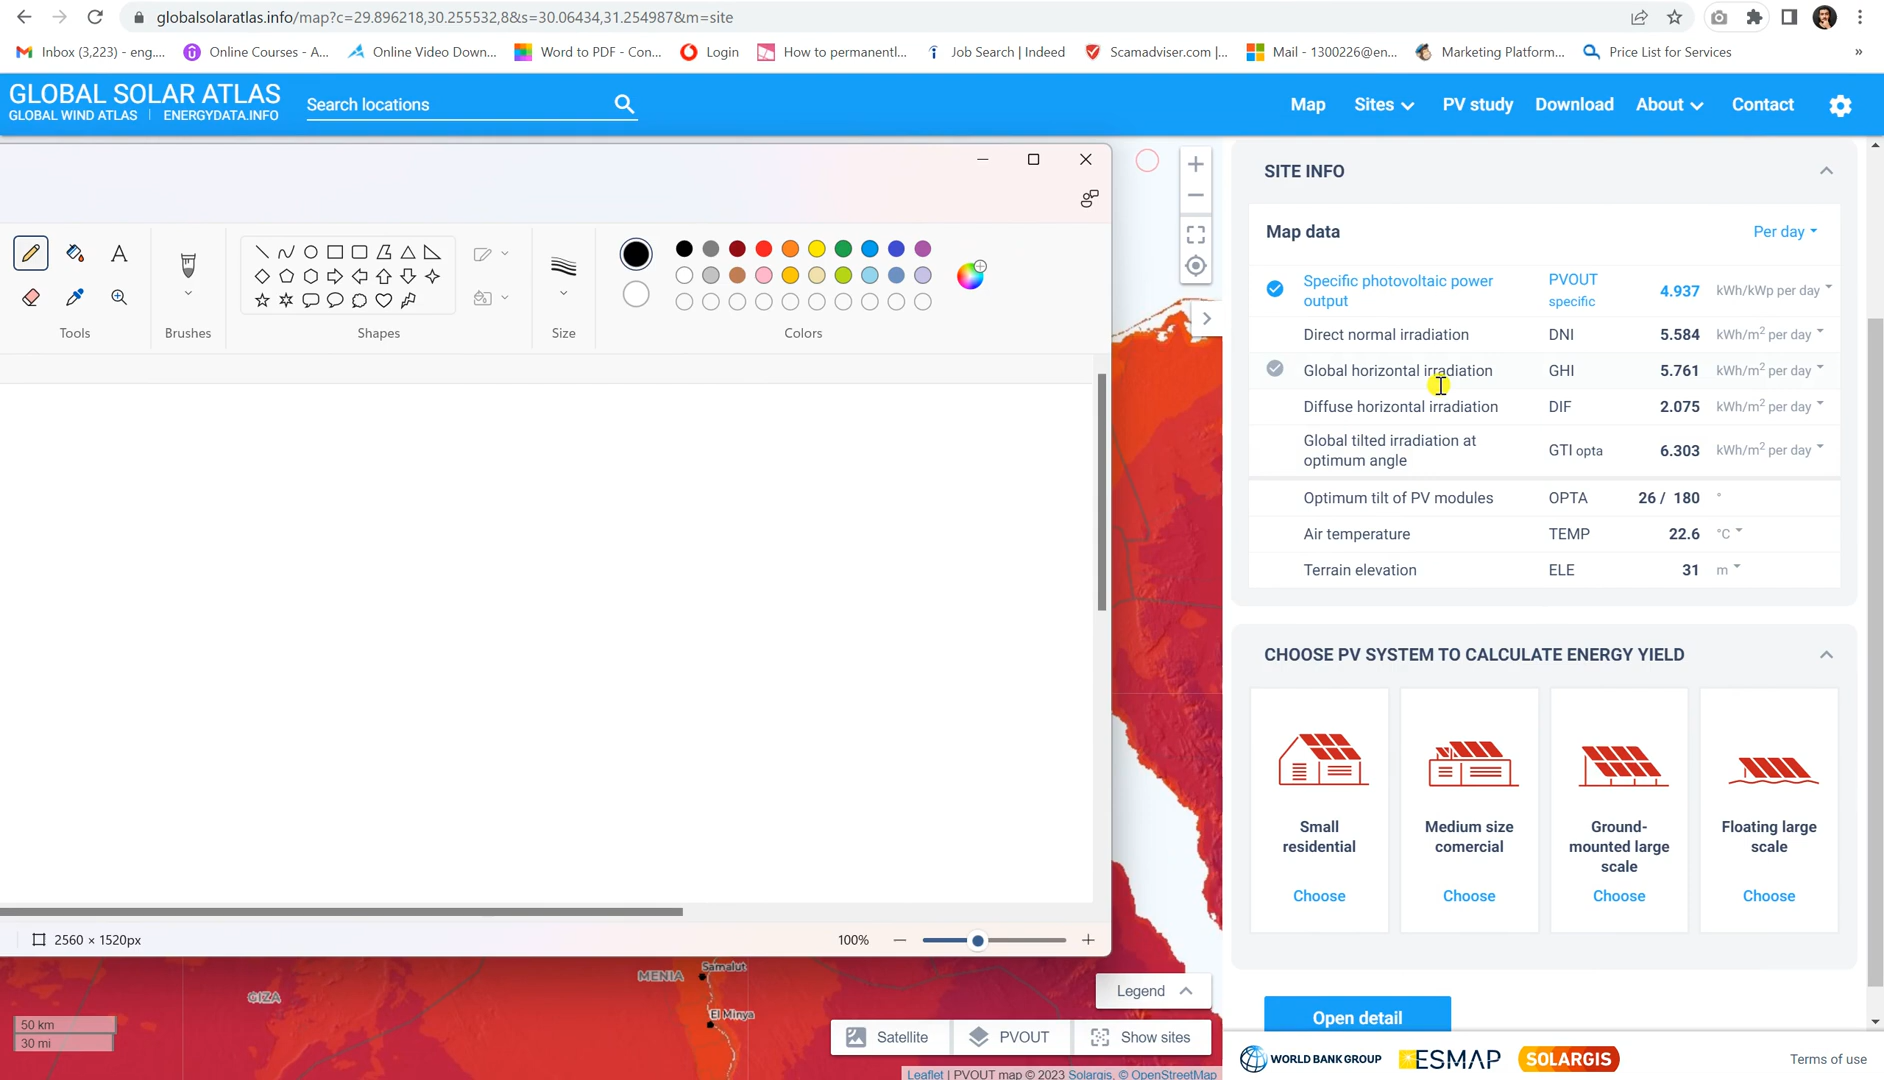 globalsolaratlas.info/map?c=29.896218,30.255532,8&s=30.06434,31.254987&m=site
Inbox (3,223) - eng....
Online Courses - A...
Online Video Down...
Word to PDF - Con...
Login
How to permanentl...
Job Search | Indeed
Scamadviser.com |...
Mail - 1300226@en...
Marketing Platform...
Price List for Services
»
GLOBAL SOLAR ATLAS
GLOBAL WIND ATLAS | ENERGYDATA.INFO
Search locations
Map
Sites
PV study
Download
About
Contact
Tools
Brushes
Shapes
Size
Colors
2560 × 1520px
100%
SITE INFO
Map data
Per day
Specific photovoltaic power output PVOUT specific 4.937 kWh/kWp per day
Direct normal irradiation DNI 5.584 kWh/m2 per day
Global horizontal irradiation GHI 5.761 kWh/m2 per day
Diffuse horizontal irradiation DIF 2.075 kWh/m2 per day
Global tilted irradiation at optimum angle GTI opta 6.303 kWh/m2 per day
Optimum tilt of PV modules OPTA 26 / 180 °
Air temperature TEMP 22.6 °C
Terrain elevation ELE 31 m
CHOOSE PV SYSTEM TO CALCULATE ENERGY YIELD
Small residential
Choose
Medium size comercial
Choose
Ground-mounted large scale
Choose
Floating large scale
Choose
Open detail
MENIA
Samalut
GIZA
El Minya
50 km
30 mi
Legend
Satellite
PVOUT
Show sites
Leaflet | PVOUT map © 2023 Solargis, © OpenStreetMap
WORLD BANK GROUP
ESMAP
SOLARGIS
Terms of use